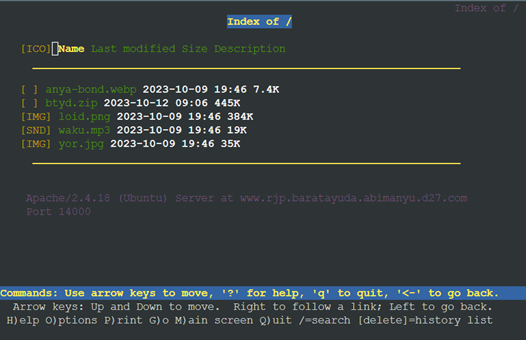 Index of /
Index of /
[ICO] Name Last modified Size Description
[ ] anya-bond.webp 2023-10-09 19:46 7.4K
[ ] btyd.zip 2023-10-12 09:06 445K
[IMG] loid.png 2023-10-09 19:46 384K
[SND] waku.mp3 2023-10-09 19:46 19K
[IMG] yor.jpg 2023-10-09 19:46 35K
Apache/2.4.18 (Ubuntu) Server at www.rjp.baratayuda.abimanyu.d27.com
Port 14000
Commands: Use arrow keys to move, '?' for help, 'q' to quit, '<-' to go back.
Arrow keys: Up and Down to move.  Right to follow a link; Left to go back.
H)elp O)ptions P)rint G)o M)ain screen Q)uit /=search [delete]=history list